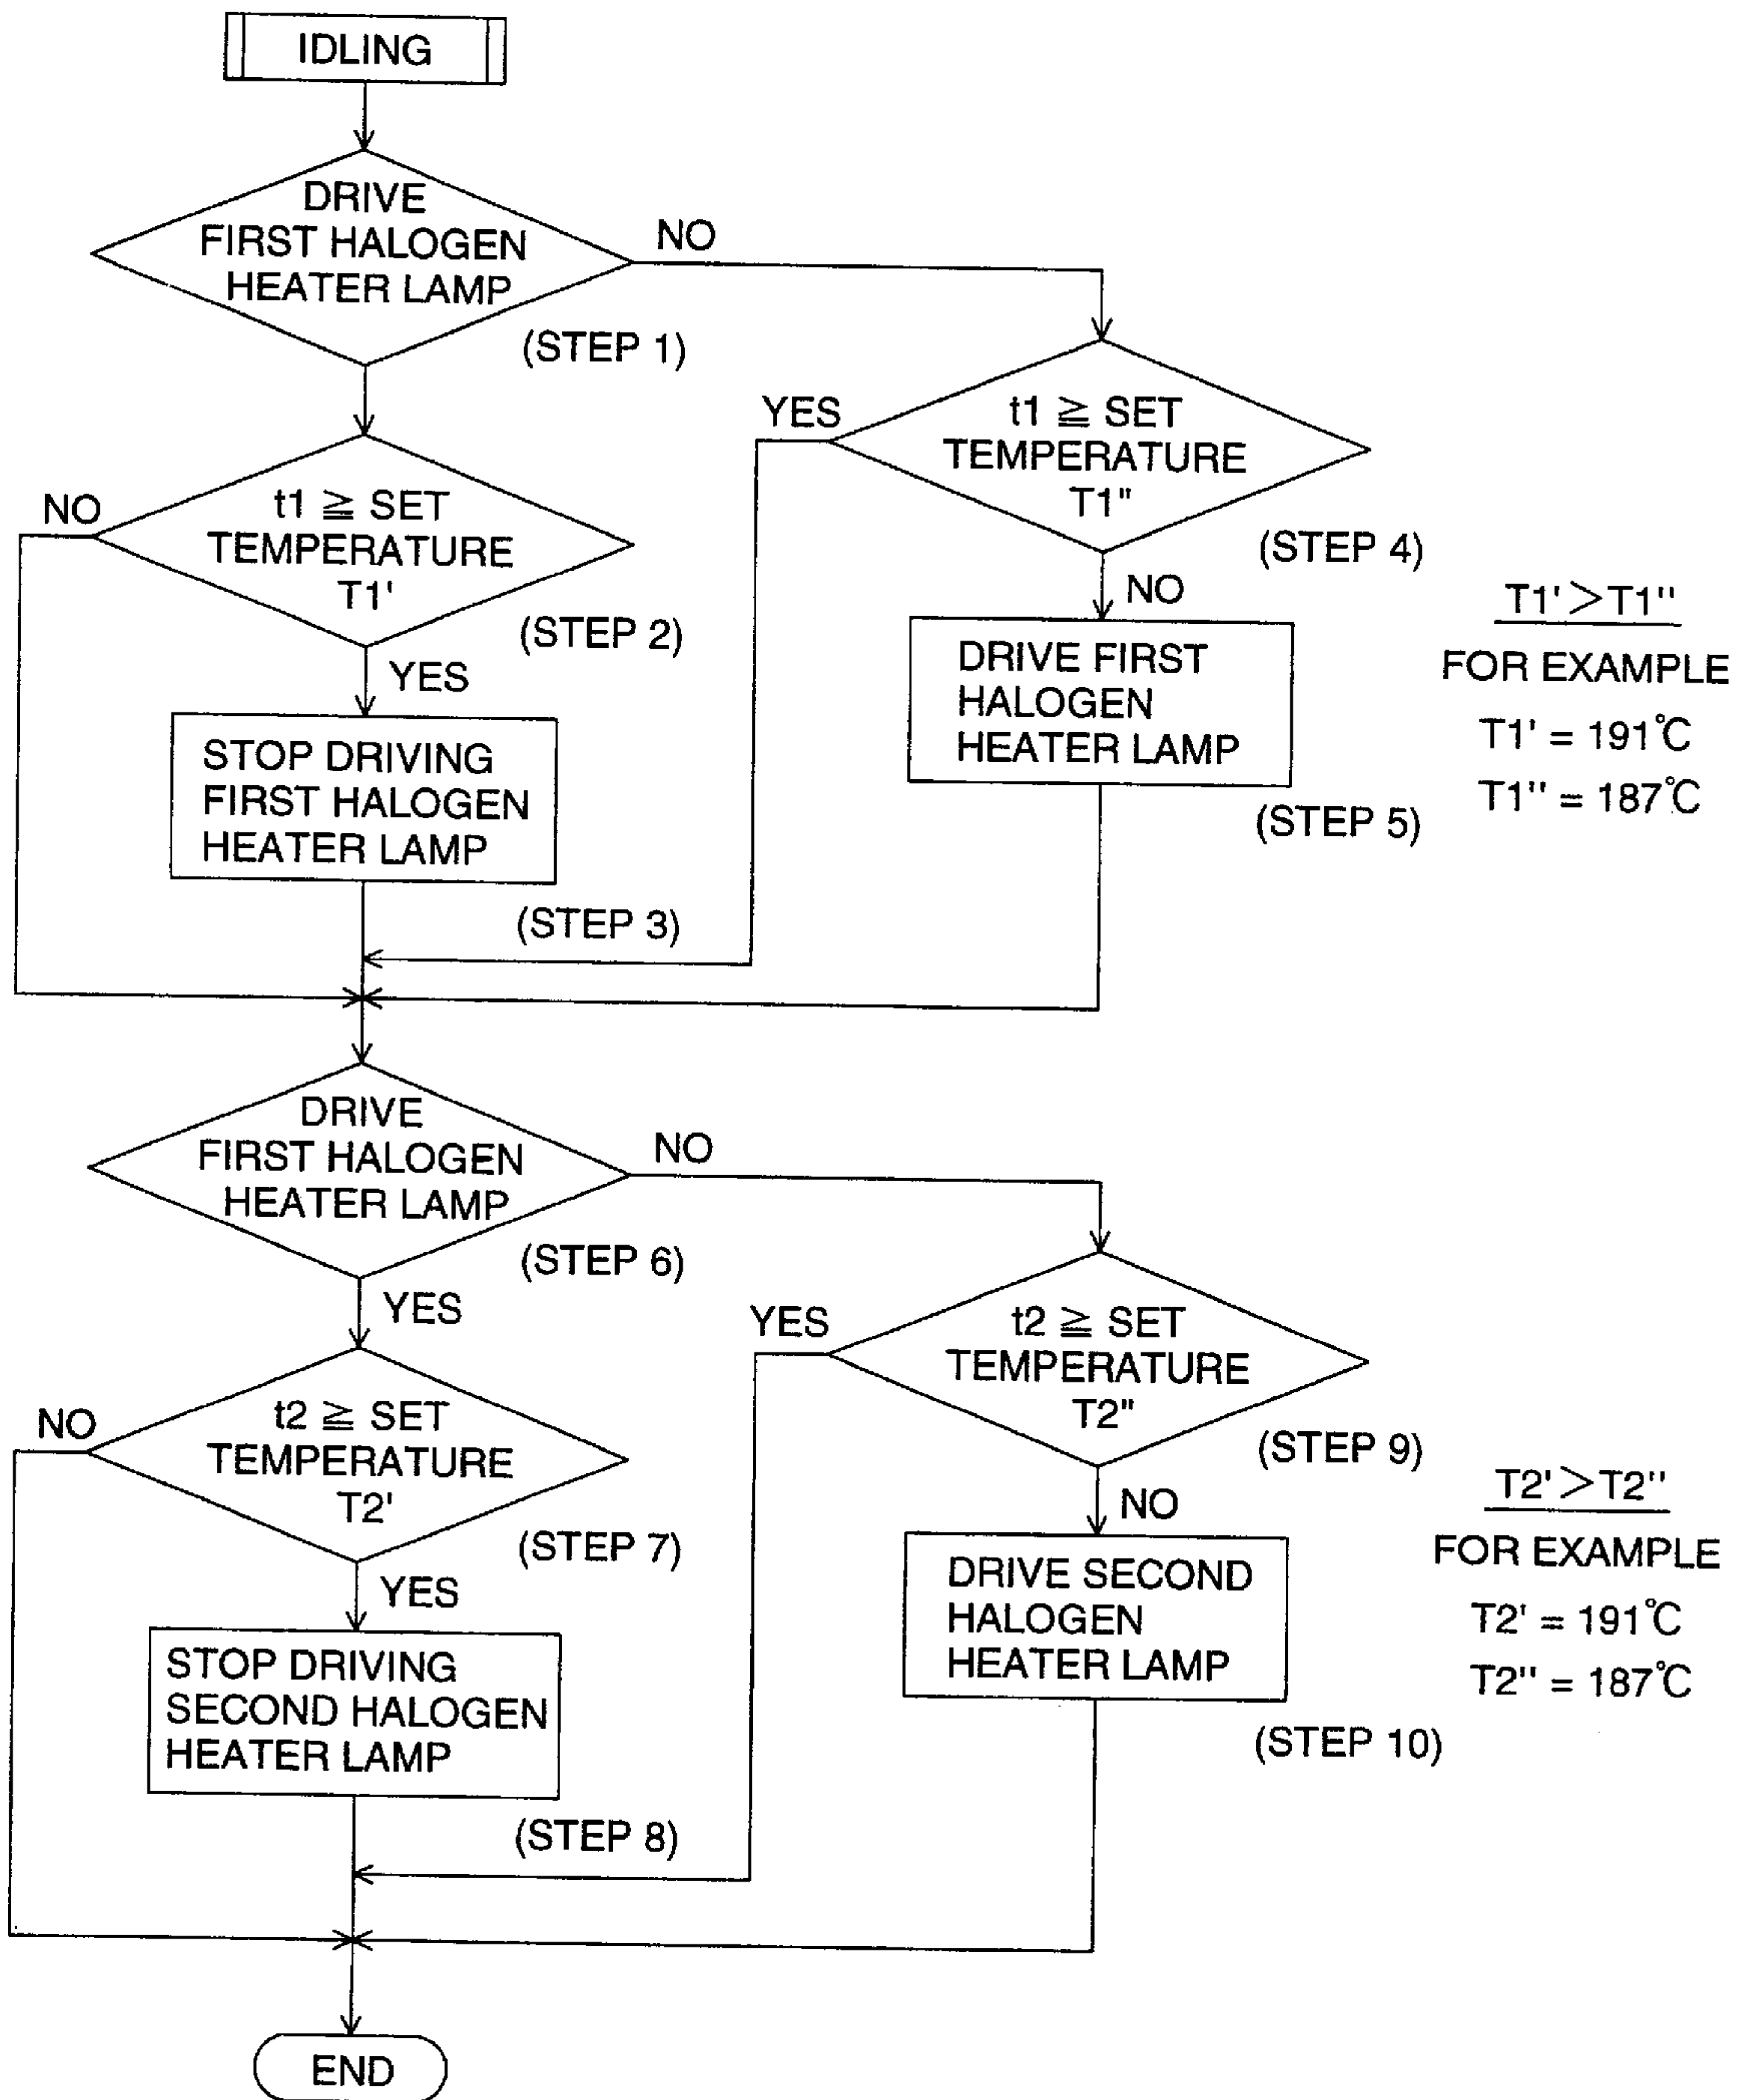 IDLING
DRIVE
FIRST HALOGEN
HEATER LAMP
NO
(STEP 1)
t1 ≧ SET
TEMPERATURE
T1'
NO
(STEP 2)
YES
STOP DRIVING
FIRST HALOGEN
HEATER LAMP
(STEP 3)
YES
t1 ≧ SET
TEMPERATURE
T1"
(STEP 4)
NO
DRIVE FIRST
HALOGEN
HEATER LAMP
(STEP 5)
T1'>T1''
FOR EXAMPLE
T1' = 191℃
T1'' = 187℃
DRIVE
FIRST HALOGEN
HEATER LAMP
NO
(STEP 6)
YES
t2 ≧ SET
TEMPERATURE
T2'
NO
(STEP 7)
YES
STOP DRIVING
SECOND HALOGEN
HEATER LAMP
(STEP 8)
YES
t2 ≧ SET
TEMPERATURE
T2"
(STEP 9)
NO
DRIVE SECOND
HALOGEN
HEATER LAMP
(STEP 10)
T2'>T2''
FOR EXAMPLE
T2' = 191℃
T2'' = 187℃
END